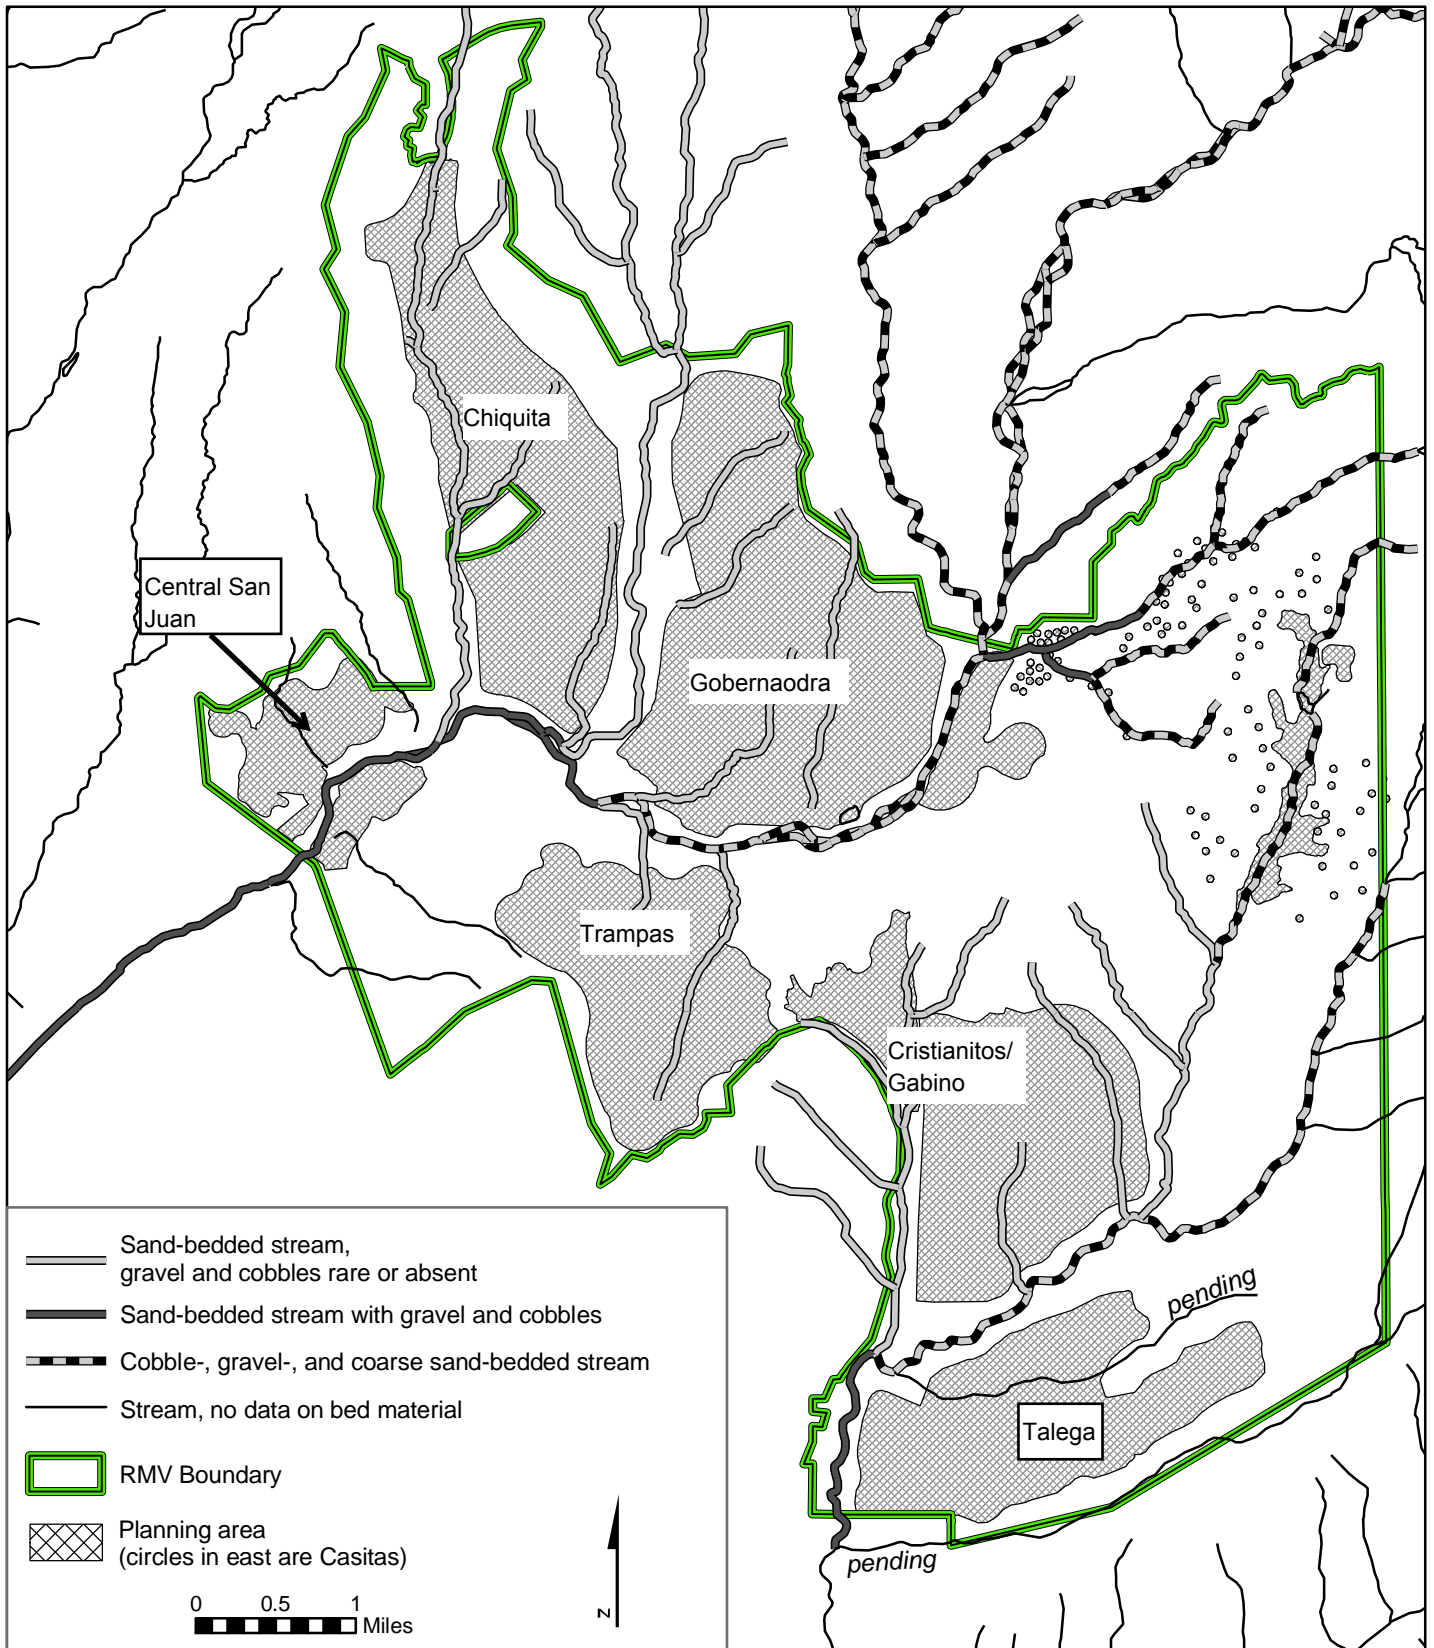 Chiquita
Central San
Juan
Gobernaodra
Trampas
Cristianitos/
Gabino
pending
Talega
pending
Sand-bedded stream,
gravel and cobbles rare or absent
Sand-bedded stream with gravel and cobbles
Cobble-, gravel-, and coarse sand-bedded stream
Stream, no data on bed material
RMV Boundary
Planning area
(circles in east are Casitas)
0 0.5 1
Miles
N